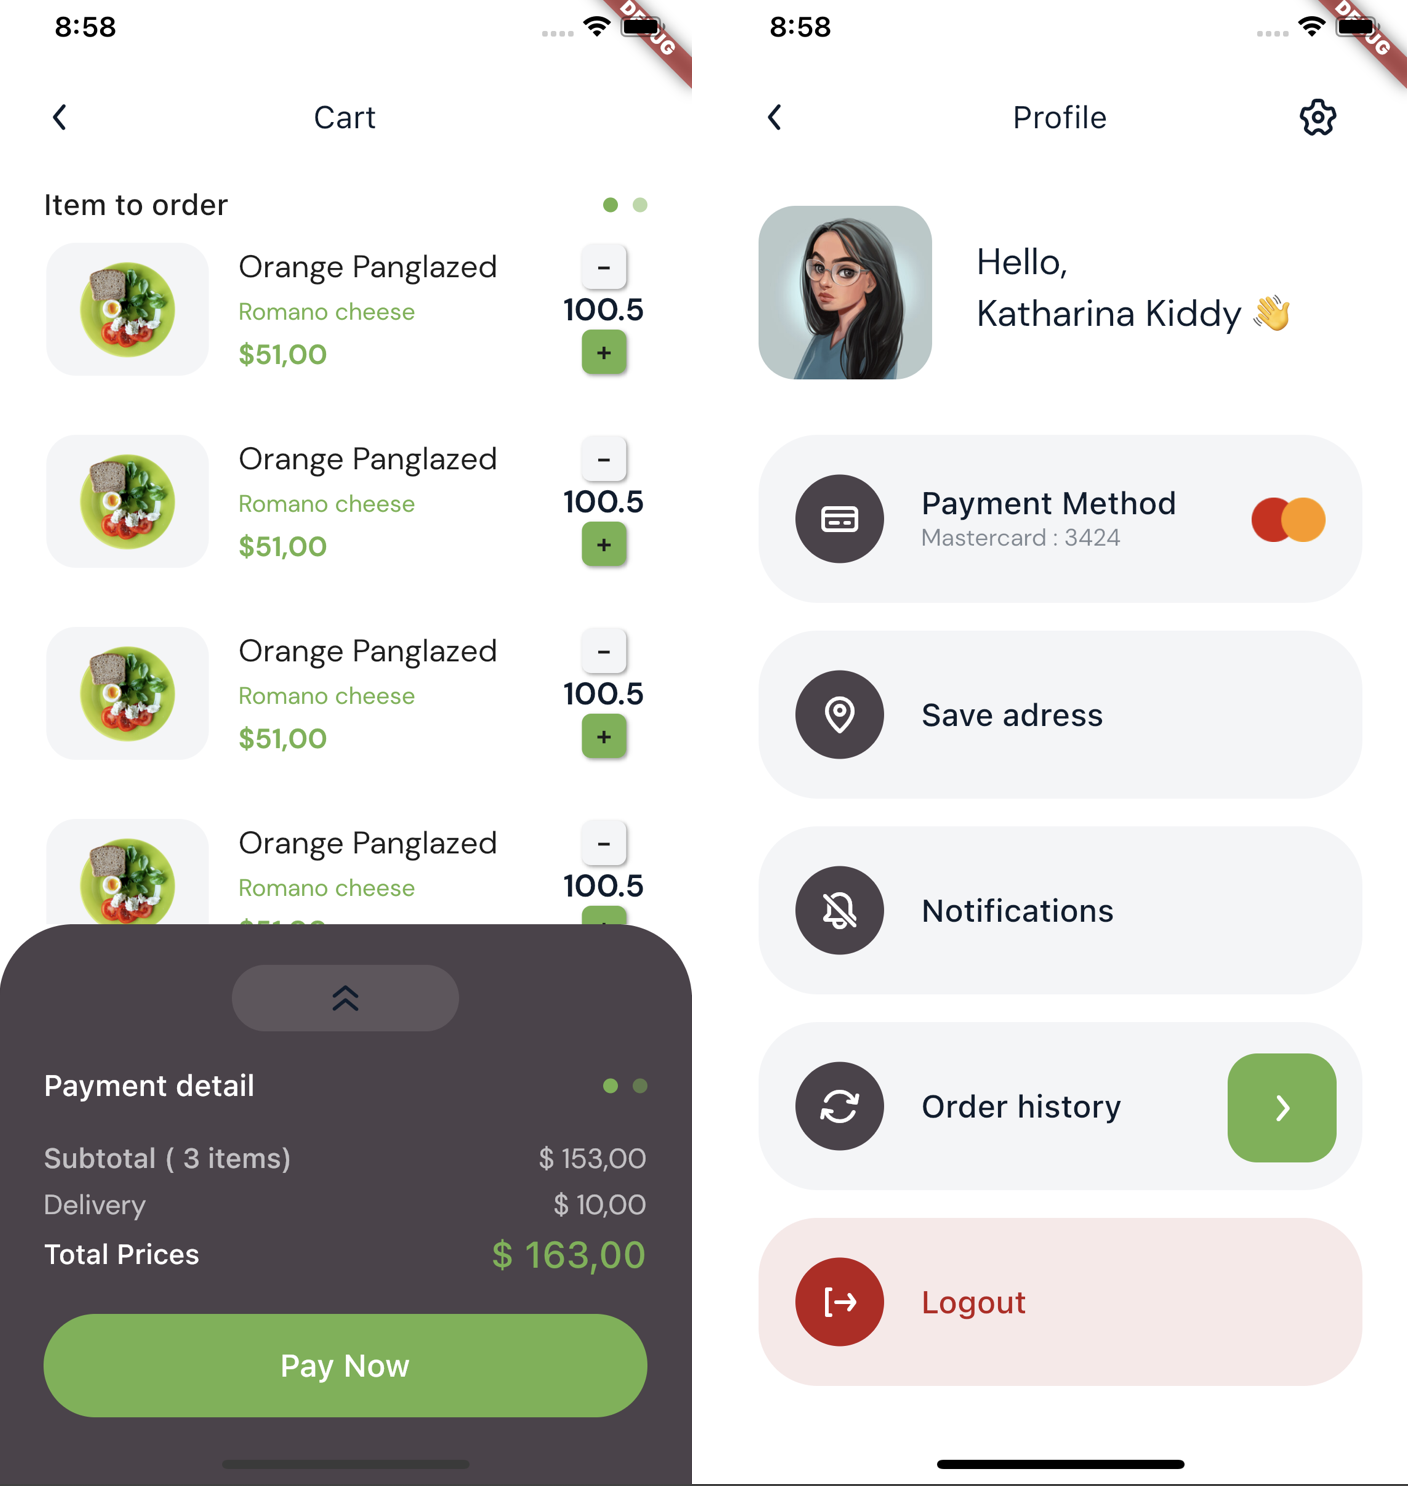 8:58
DEBUG
Cart
Item to order
Orange Panglazed
Romano cheese
$51,00
-
100.5
+
Orange Panglazed
Romano cheese
$51,00
-
100.5
+
Orange Panglazed
Romano cheese
$51,00
-
100.5
+
Orange Panglazed
Romano cheese
$51,00
-
100.5
Payment detail
Subtotal ( 3 items)
$ 153,00
Delivery
$ 10,00
Total Prices
$ 163,00
Pay Now
8:58
DEBUG
Profile
Hello,
Katharina Kiddy 👋
Payment Method
Mastercard : 3424
Save adress
Notifications
Order history
Logout